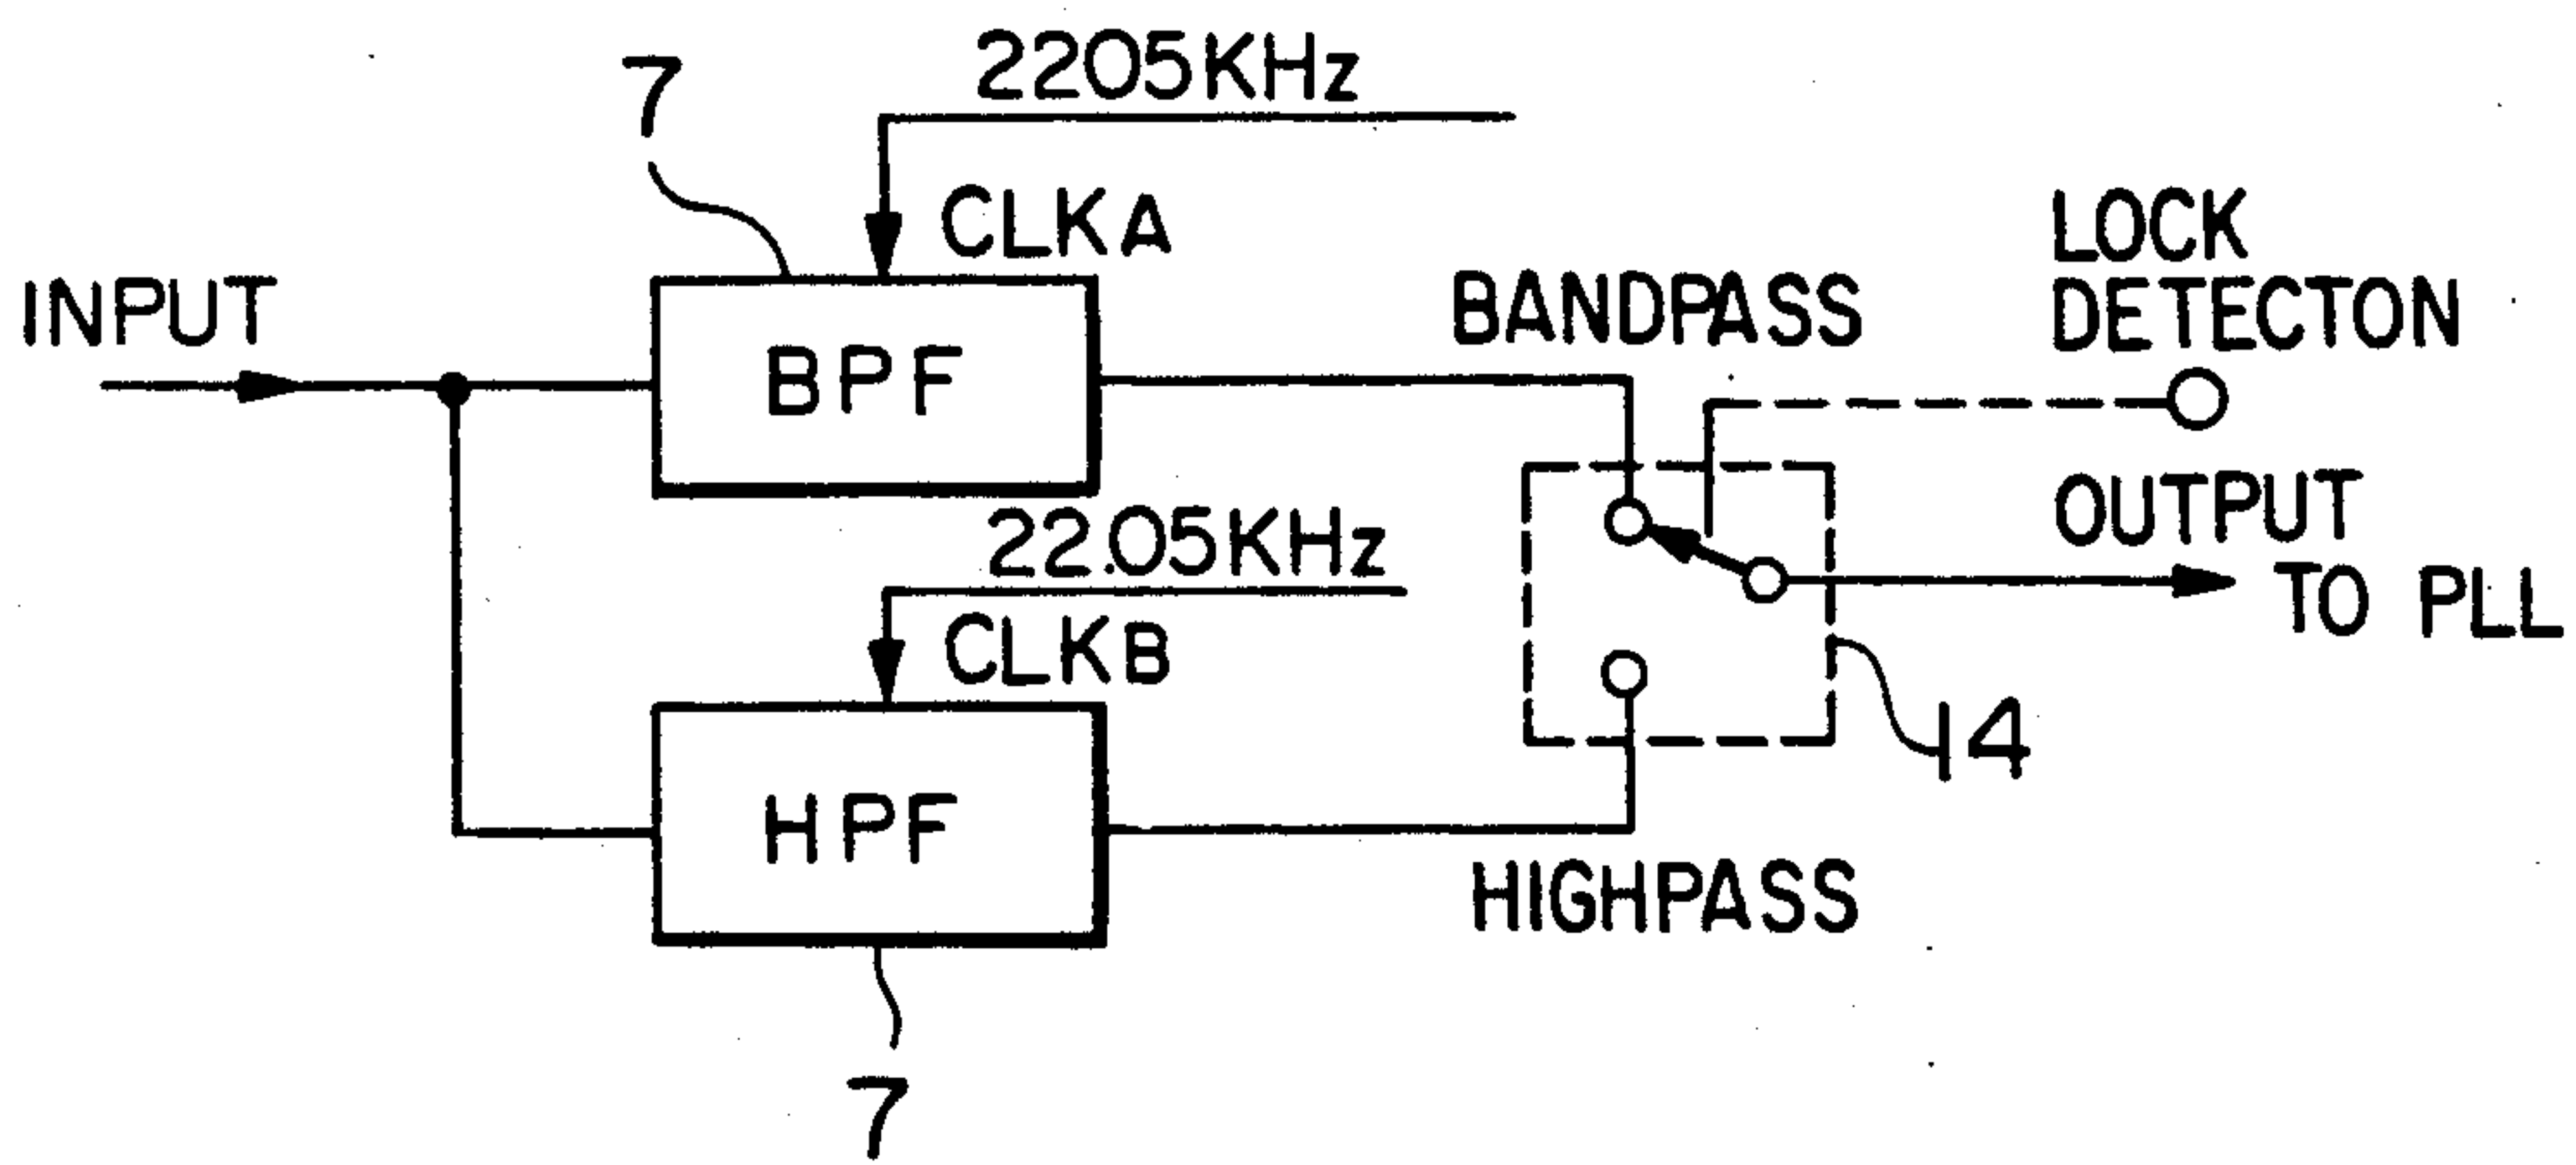 7
2205KHz
CLKA
INPUT
BPF
BANDPASS
LOCK
DETECTON
22.05KHz
CLKB
OUTPUT
TO PLL
14
HPF
HIGHPASS
7